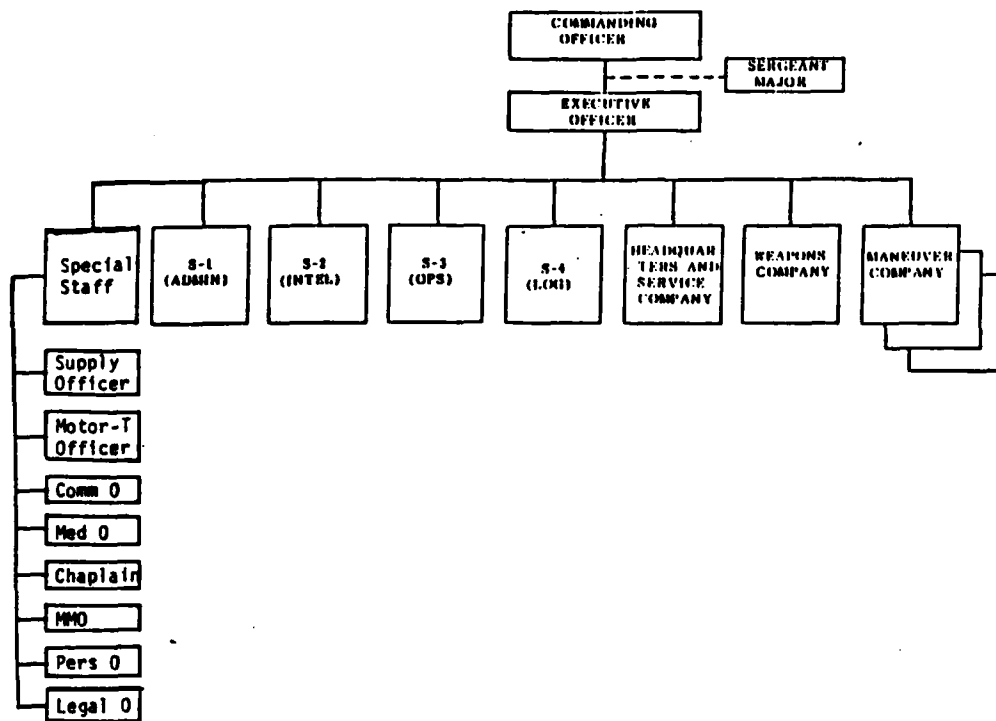 COMMANDING
OFFICER
SERGEANT
MAJOR
EXECUTIVE
OFFICER
Special
Staff
S-1
(ADMIN)
S-2
(INTEL)
S-3
(OPS)
S-4
(LOG)
HEADQUAR
TERS AND
SERVICE
COMPANY
WEAPONS
COMPANY
MANEUVER
COMPANY
Supply
Officer
Motor-T
Officer
Comm O
Med O
Chaplain
MMO
Pers O
Legal O